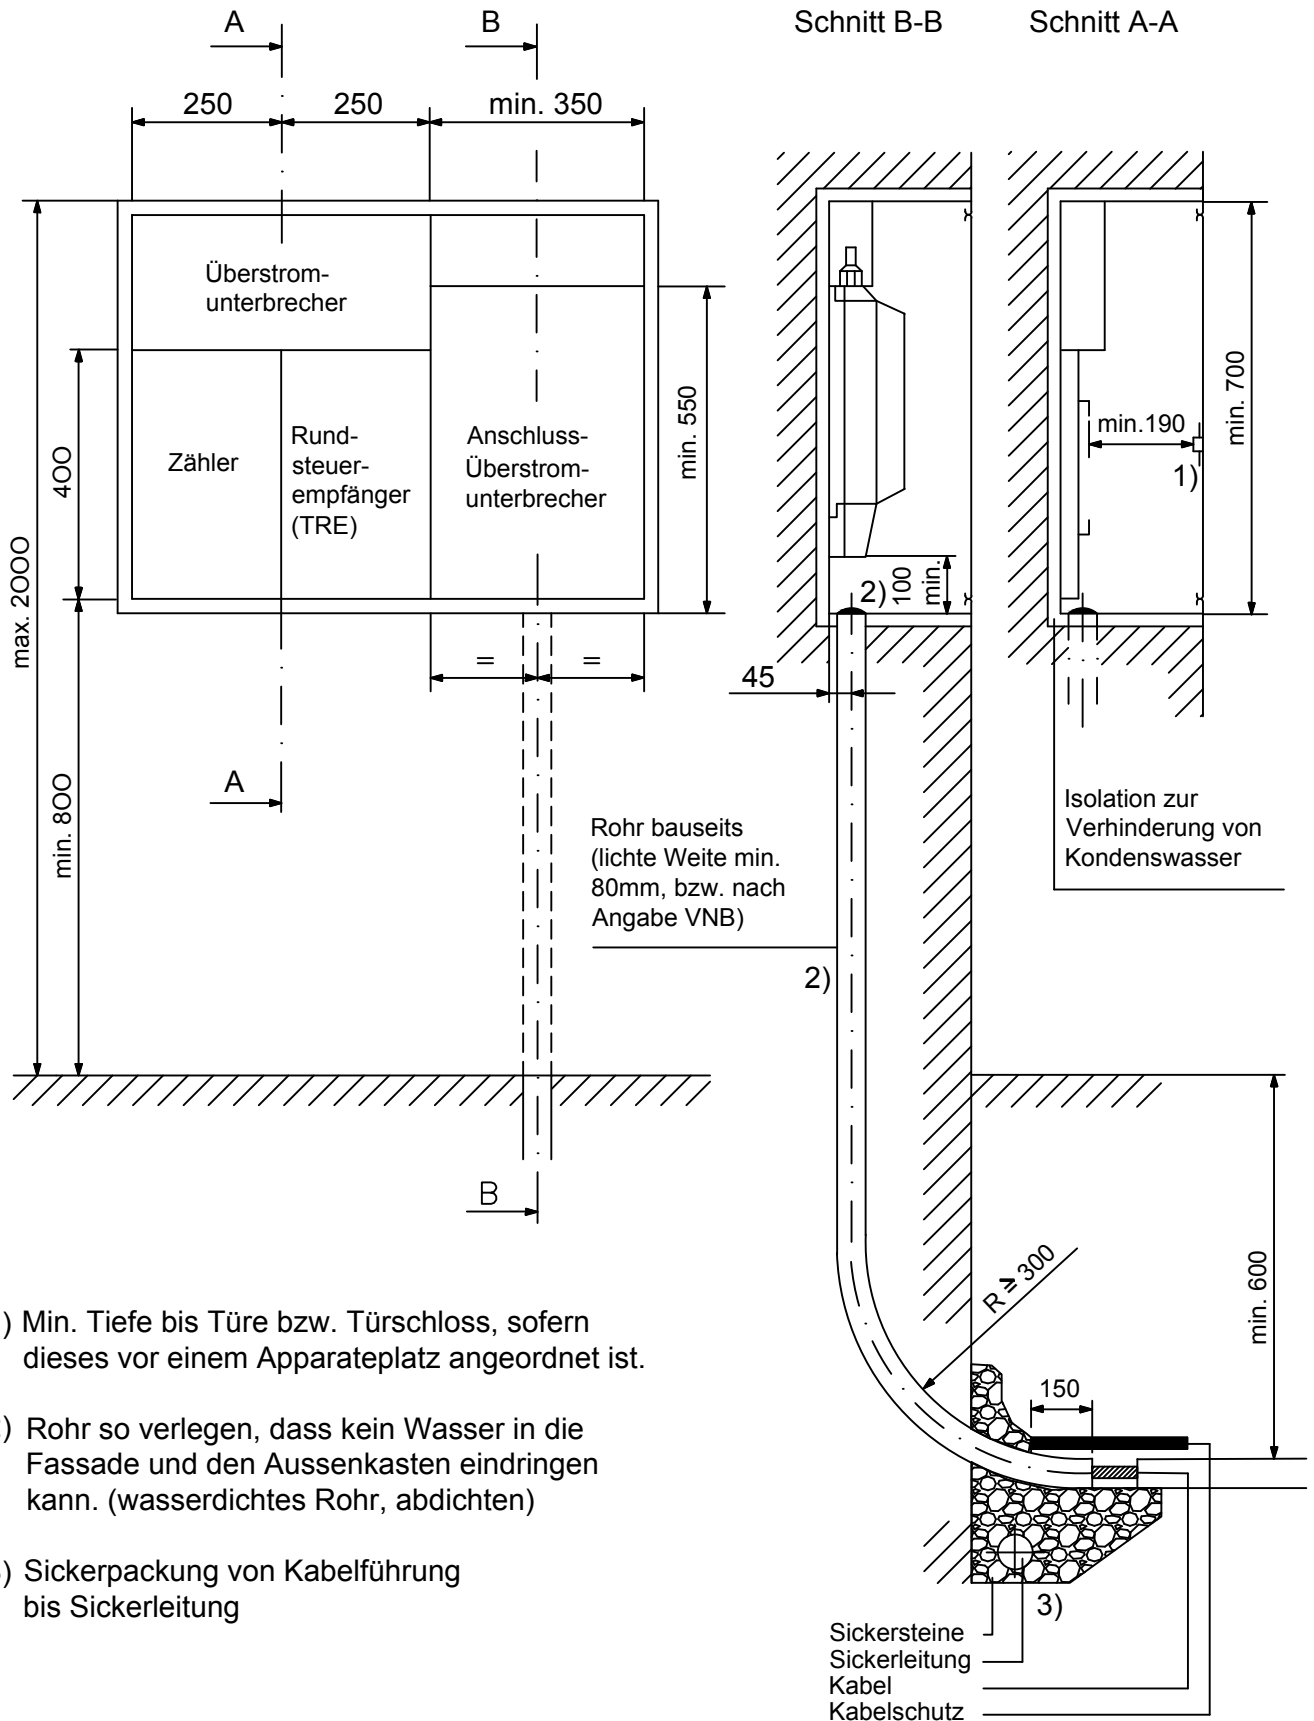 A
B
Schnitt B-B
Schnitt A-A
250
250
min. 350
Überstrom-
unterbrecher
400
Zähler
Rund-
steuer-
empfänger
(TRE)
Anschluss-
Überstrom-
unterbrecher
min. 550
max. 2000
min. 800
=
=
A
B
2)
100
min.
45
min.190
1)
min. 700
Rohr bauseits
(lichte Weite min.
80mm, bzw. nach
Angabe VNB)
2)
Isolation zur
Verhinderung von
Kondenswasser
R ≥ 300
150
min. 600
3)
Sickersteine
Sickerleitung
Kabel
Kabelschutz
) Min. Tiefe bis Türe bzw. Türschloss, sofern
dieses vor einem Apparateplatz angeordnet ist.
) Rohr so verlegen, dass kein Wasser in die
Fassade und den Aussenkasten eindringen
kann. (wasserdichtes Rohr, abdichten)
) Sickerpackung von Kabelführung
bis Sickerleitung